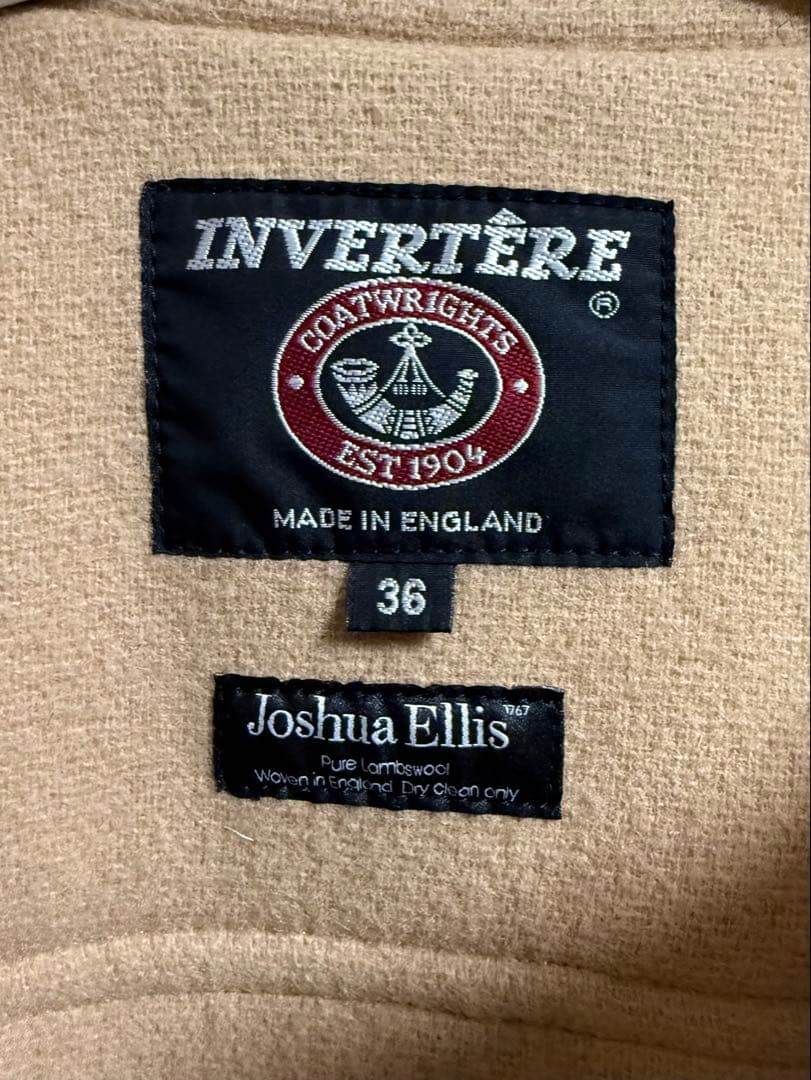 INVERTÊRE
®
COATWRIGHTS
EST 1904
MADE IN ENGLAND
36
Joshua Ellis 1767
Pure Lambswool
Woven in England Dry Clean only